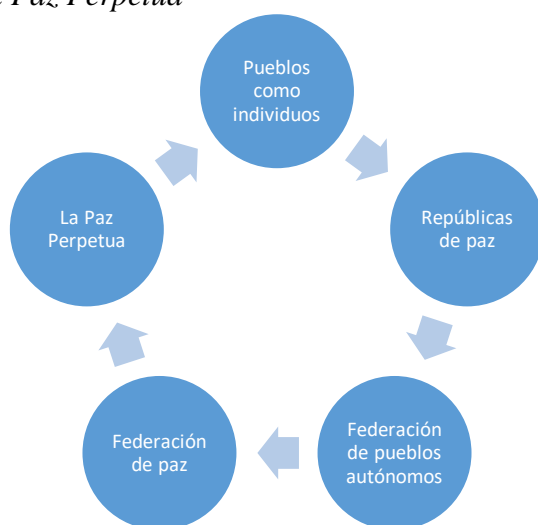 Paz Perpetua
Pueblos
como
individuos
Repúblicas
de paz
Federación
de pueblos
autónomos
Federación
de paz
La Paz
Perpetua